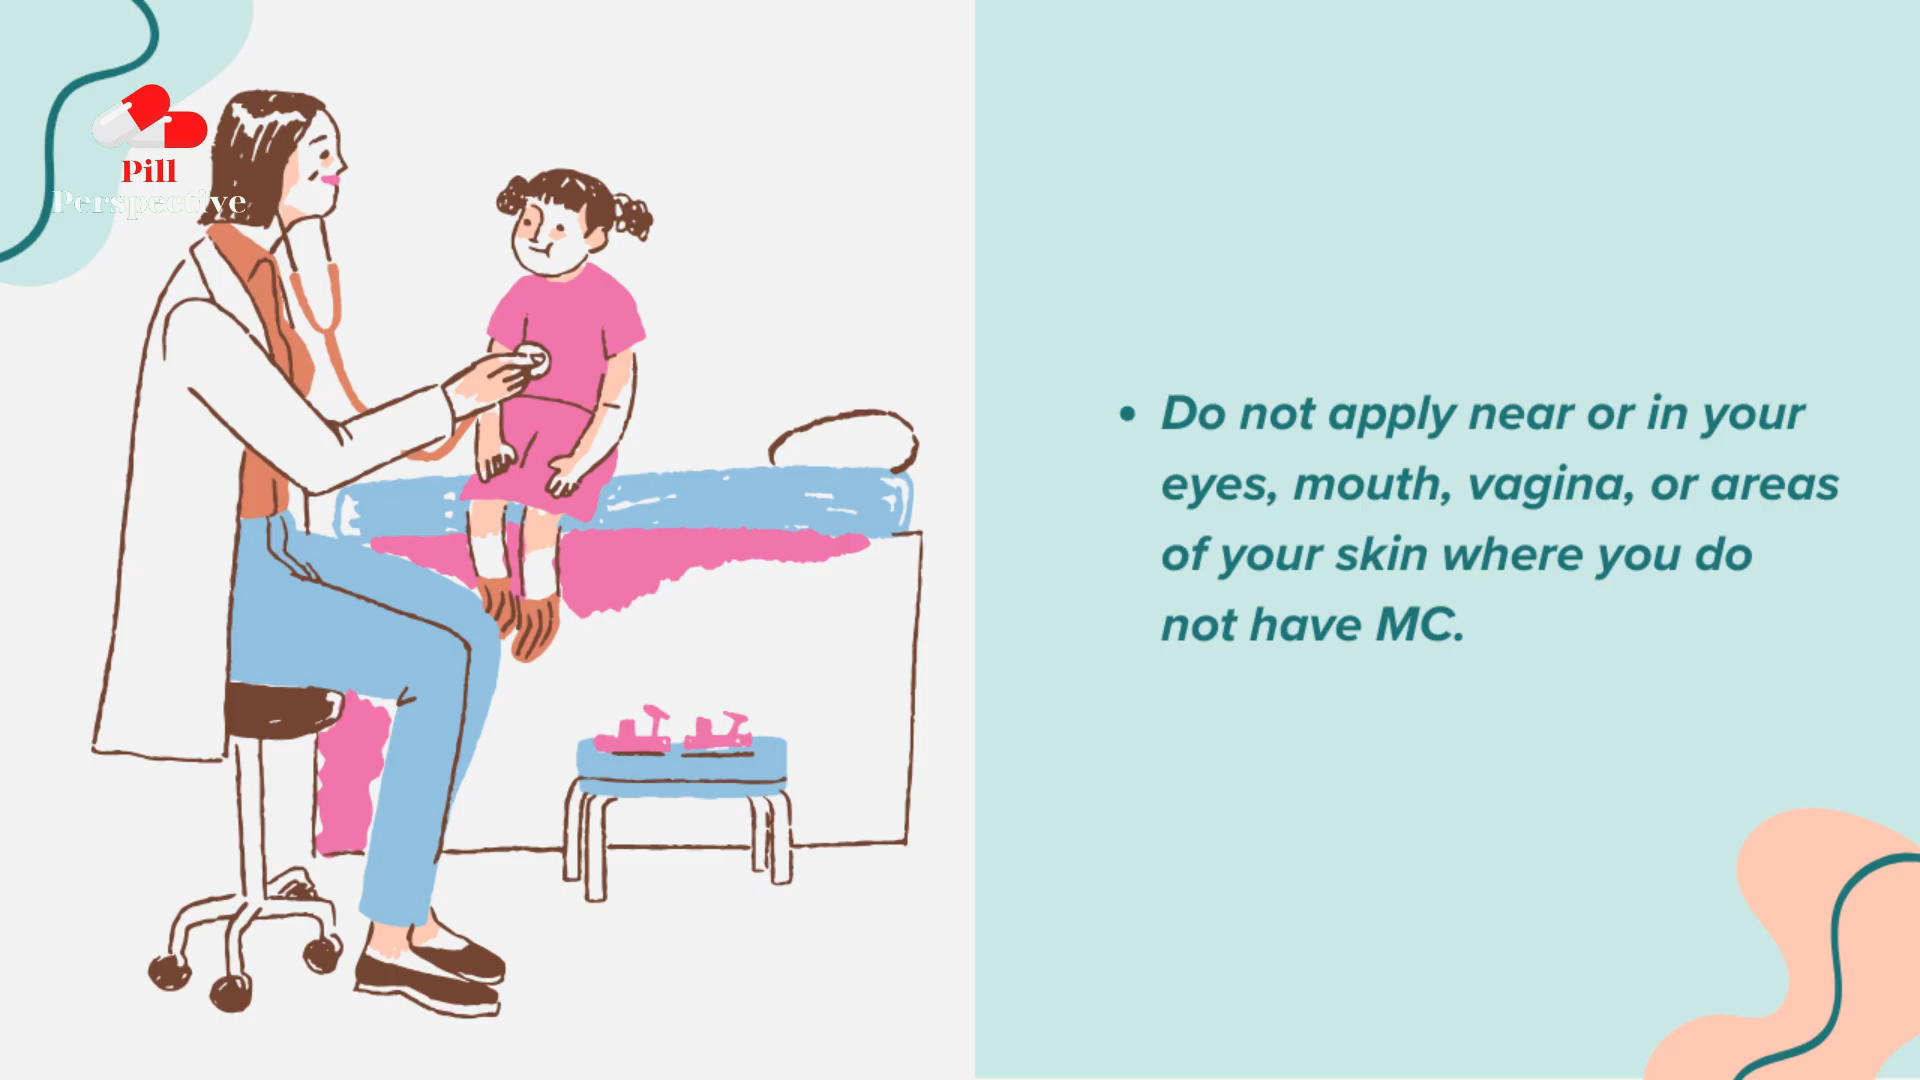 Pill
Perspective
• Do not apply near or in your
eyes, mouth, vagina, or areas
of your skin where you do
not have MC.